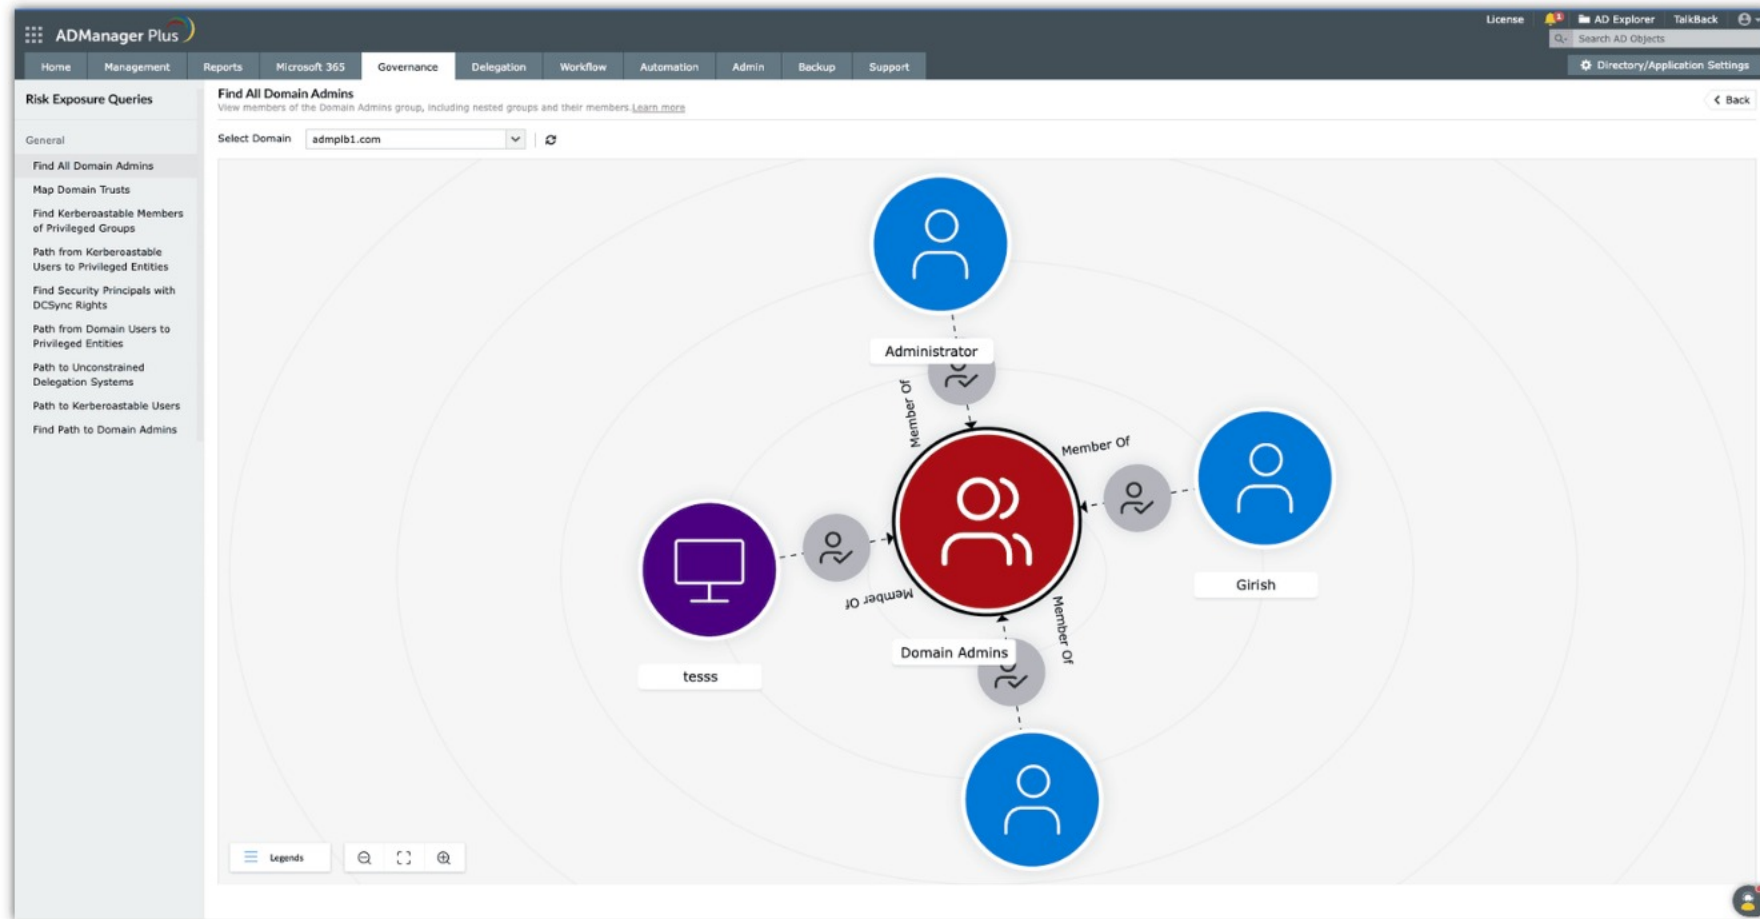 License
1
AD Explorer
TalkBack
ADManager Plus
Search AD Objects
Home Management Reports Microsoft 365 Governance Delegation Workflow Automation Admin Backup Support
Directory/Application Settings
Risk Exposure Queries
Find All Domain Admins
View members of the Domain Admins group, including nested groups and their members. Learn more
Back
Select Domain admplb1.com
General
Find All Domain Admins
Map Domain Trusts
Find Kerberoastable Members
of Privileged Groups
Path from Kerberoastable
Users to Privileged Entities
Find Security Principals with
DCSync Rights
Path from Domain Users to
Privileged Entities
Path to Unconstrained
Delegation Systems
Path to Kerberoastable Users
Find Path to Domain Admins
Administrator
Member Of
Member Of
Girish
Member Of
Member Of
Domain Admins
tesss
Legends